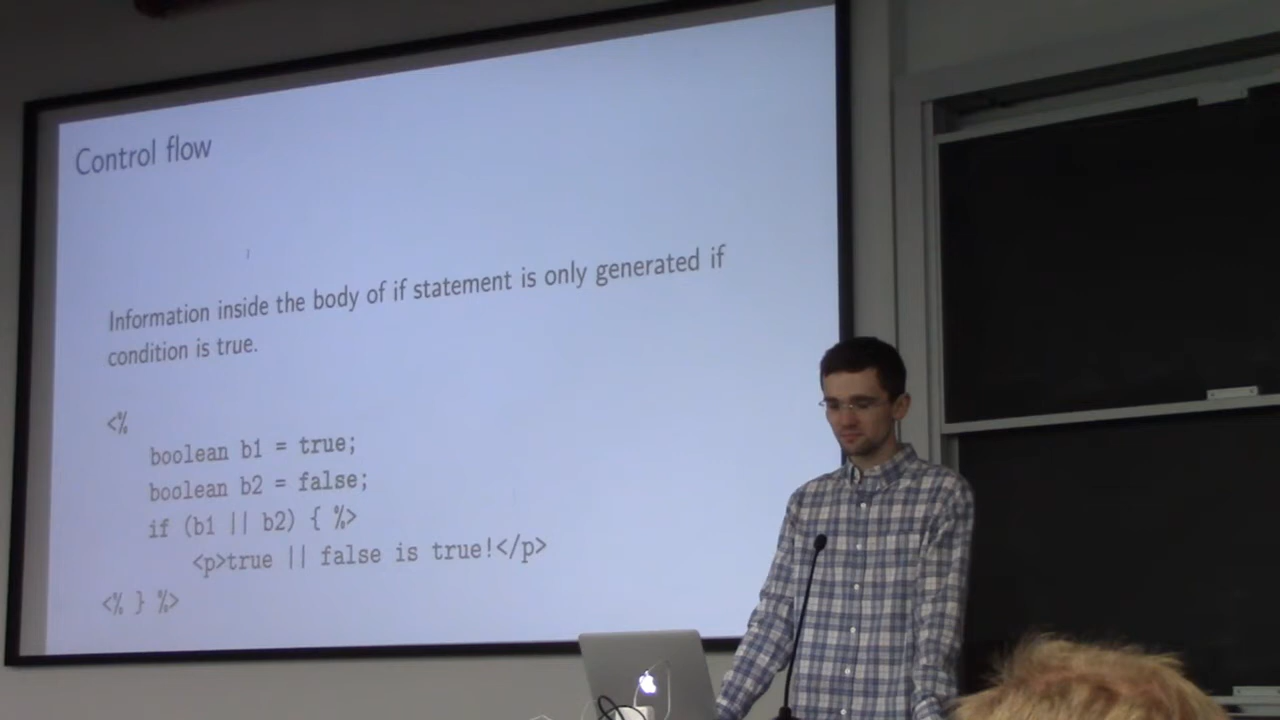 Control flow
Information inside the body of if statement is only generated if
condition is true.
<%
boolean b1 = true;
boolean b2 = false;
if (b1 || b2) { %>
<p>true || false is true!</p>
<% } %>